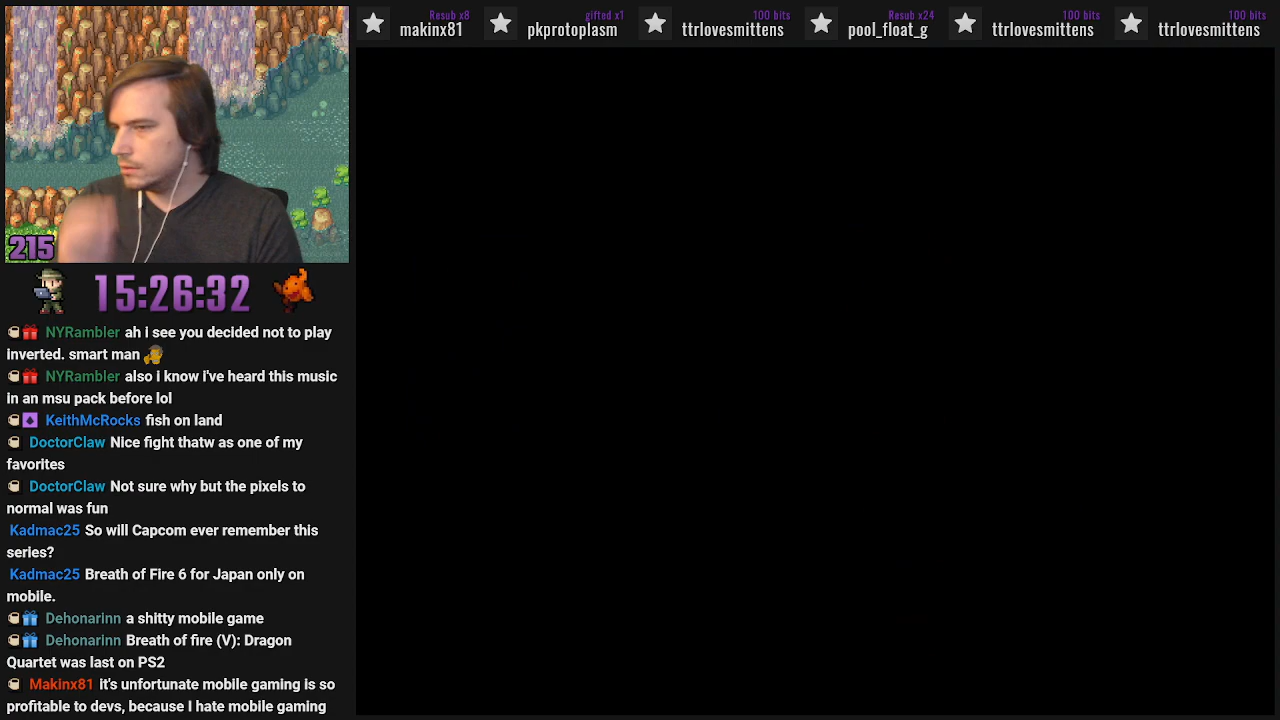 Resub x8
makinx81
gifted x1
pkprotoplasm
100 bits
ttrlovesmittens
Resub x24
pool_float_g
100 bits
ttrlovesmittens
100 bits
ttrlovesmittens
215
15:26:32
NYRambler ah i see you decided not to play
inverted. smart man
NYRambler also i know i've heard this music
in an msu pack before lol
KeithMcRocks fish on land
DoctorClaw Nice fight thatw as one of my
favorites
DoctorClaw Not sure why but the pixels to
normal was fun
Kadmac25 So will Capcom ever remember this
series?
Kadmac25 Breath of Fire 6 for Japan only on
mobile.
Dehonarinn a shitty mobile game
Dehonarinn Breath of fire (V): Dragon
Quartet was last on PS2
Makinx81 it's unfortunate mobile gaming is so
profitable to devs, because I hate mobile gaming